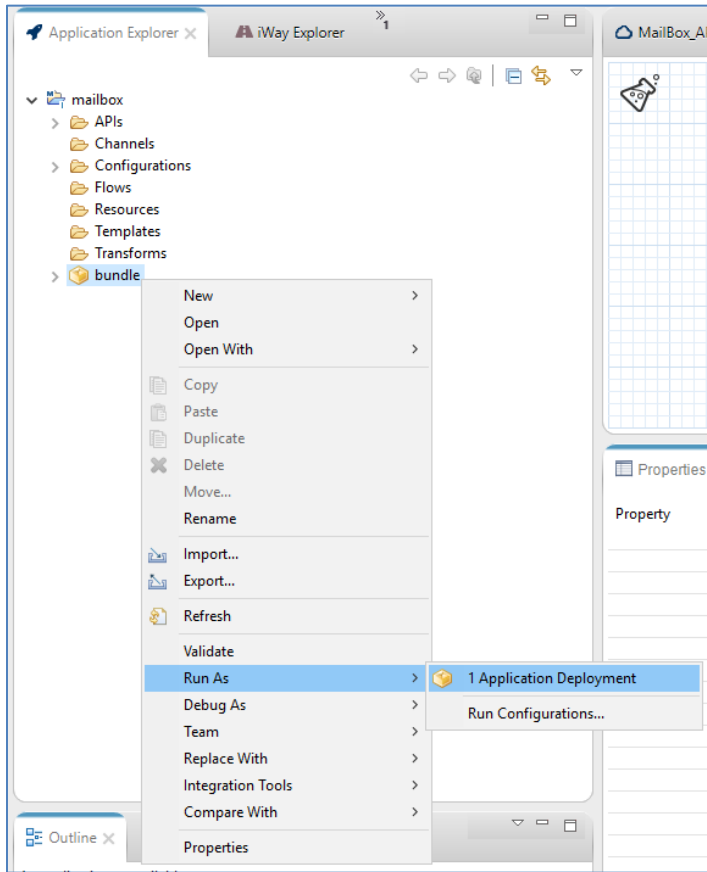 Application Explorer
iWay Explorer
»1
MailBox_A
mailbox
APIs
Channels
Configurations
Flows
Resources
Templates
Transforms
bundle
New
Open
Open With
Copy
Paste
Duplicate
Delete
Move...
Rename
Import...
Export...
Refresh
Validate
Run As
1 Application Deployment
Run Configurations...
Debug As
Team
Replace With
Integration Tools
Compare With
Properties
Properties
Property
Outline